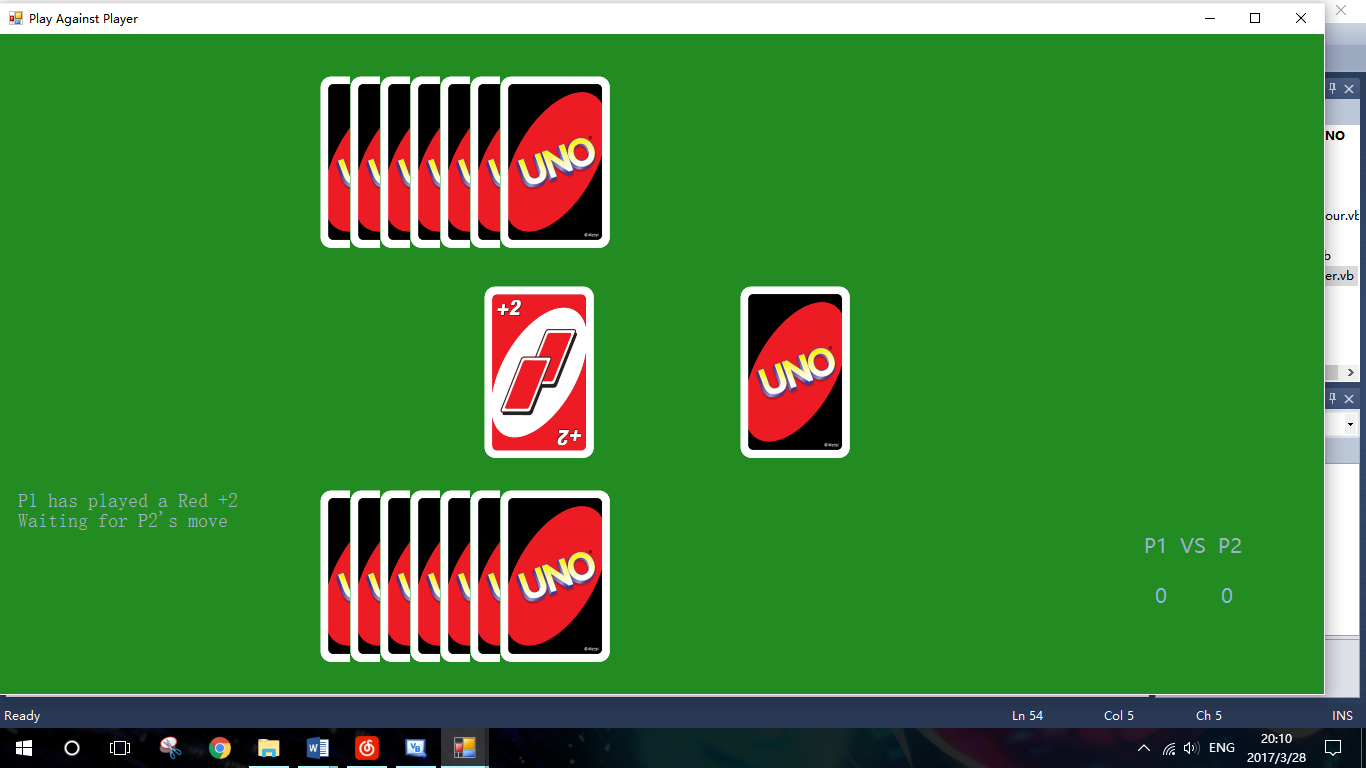 Play Against Player
NO
our.vb
b
er.vb
UNO
+2
+2
UNO
P1 has played a Red +2
Waiting for P2's move
UNO
P1 VS P2
0 0
Ready
Ln 54
Col 5
Ch 5
INS
ENG
20:10
2017/3/28